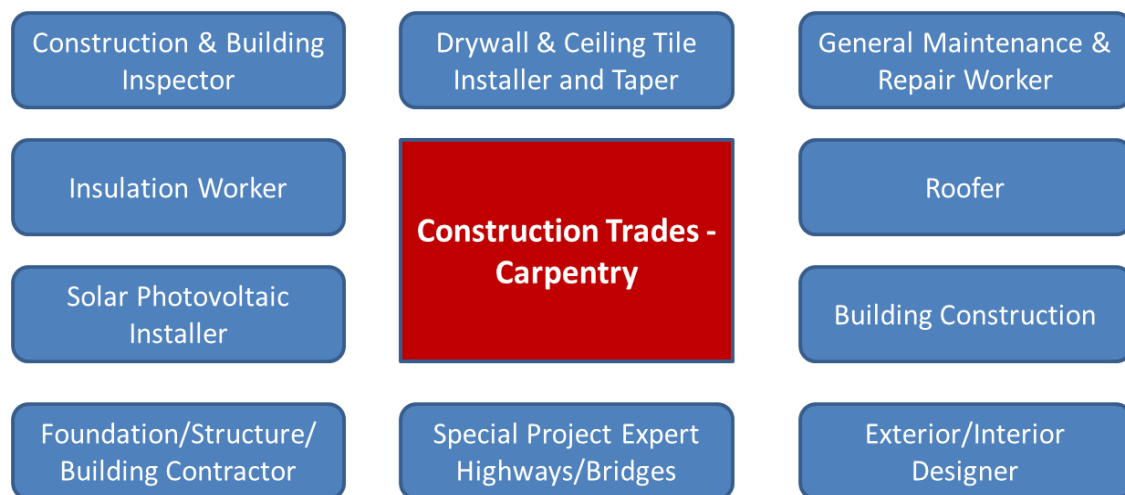 Construction & Building
Inspector
Drywall & Ceiling Tile
Installer and Taper
General Maintenance &
Repair Worker
Insulation Worker
Construction Trades -
Carpentry
Roofer
Solar Photovoltaic
Installer
Building Construction
Foundation/Structure/
Building Contractor
Special Project Expert
Highways/Bridges
Exterior/Interior
Designer